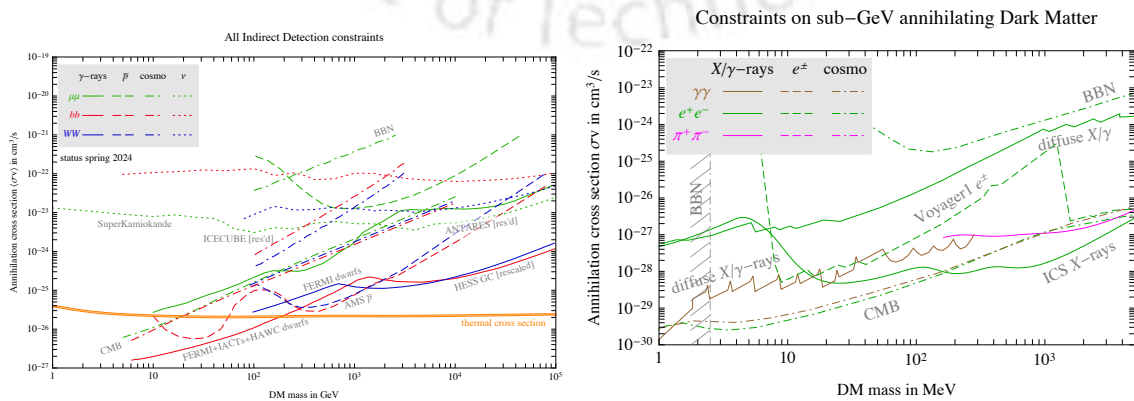 of Techn
Constraints on sub−GeV annihilating Dark Matter
All Indirect Detection constraints
Annihilation cross section ⟨σv⟩ in cm³/s
10⁻¹⁹
10⁻²⁰
10⁻²¹
10⁻²²
10⁻²³
10⁻²⁴
10⁻²⁵
10⁻²⁶
10⁻²⁷
γ−rays p̄ cosmo ν
μμ
bb
WW
status spring 2024
BBN
SuperKamiokande
ICECUBE [res'd]
ANTARES [res'd]
FERMI dwarfs
HESS GC [rescaled]
AMS p̄
thermal cross section
CMB
FERMI+IACTs+HAWC dwarfs
1 10 10² 10³ 10⁴ 10⁵
DM mass in GeV
Annihilation cross section σv in cm³/s
10⁻²²
10⁻²³
10⁻²⁴
10⁻²⁵
10⁻²⁶
10⁻²⁷
10⁻²⁸
10⁻²⁹
10⁻³⁰
X/γ−rays e± cosmo
γγ
e⁺e⁻
π⁺π⁻
BBN
diffuse X/γ
BBN
Voyager1 e±
diffuse X/γ−rays
ICS X−rays
CMB
1 10 10² 10³
DM mass in MeV